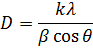 D = kλ / β cos θ